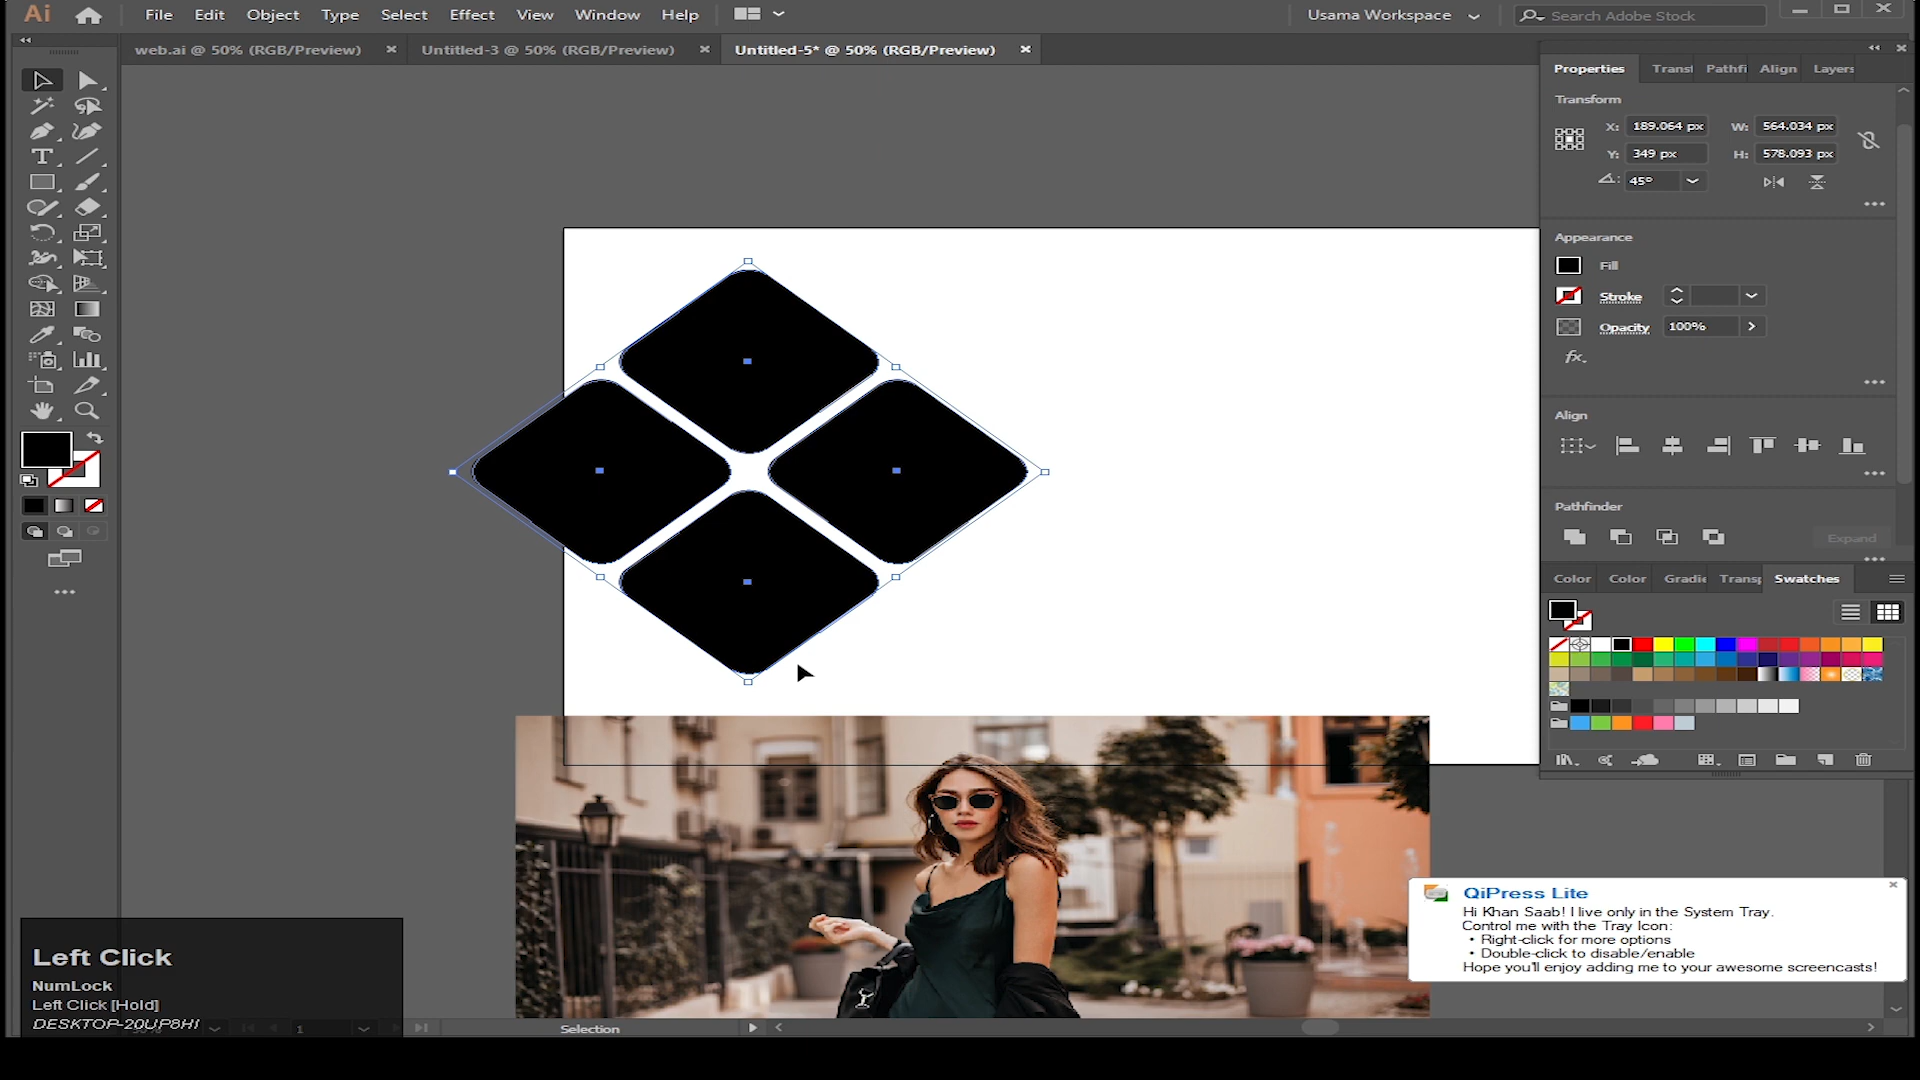 Ai File Edit Object Type Select Effect View Window Help Usama Workspace Search Adobe Stock
web.ai @ 50% (RGB/Preview) Untitled-3 @ 50% (RGB/Preview) Untitled-5* @ 50% (RGB/Preview)
Properties Transf Pathfi Align Layers
Transform
X: 189.064 px W: 564.034 px
Y: 349 px H: 578.093 px
45°
Appearance
Fill
Stroke
Opacity 100%
fx.
Align
Pathfinder
Expand
Color Color Gradie Transp Swatches
QiPress Lite
Hi Khan Saab! I live only in the System Tray.
Control me with the Tray Icon:
• Right-click for more options
• Double-click to disable/enable
Hope you'll enjoy adding me to your awesome screencasts!
Left Click
NumLock
Left Click [Hold]
DESKTOP-20UP8HI
1
Selection